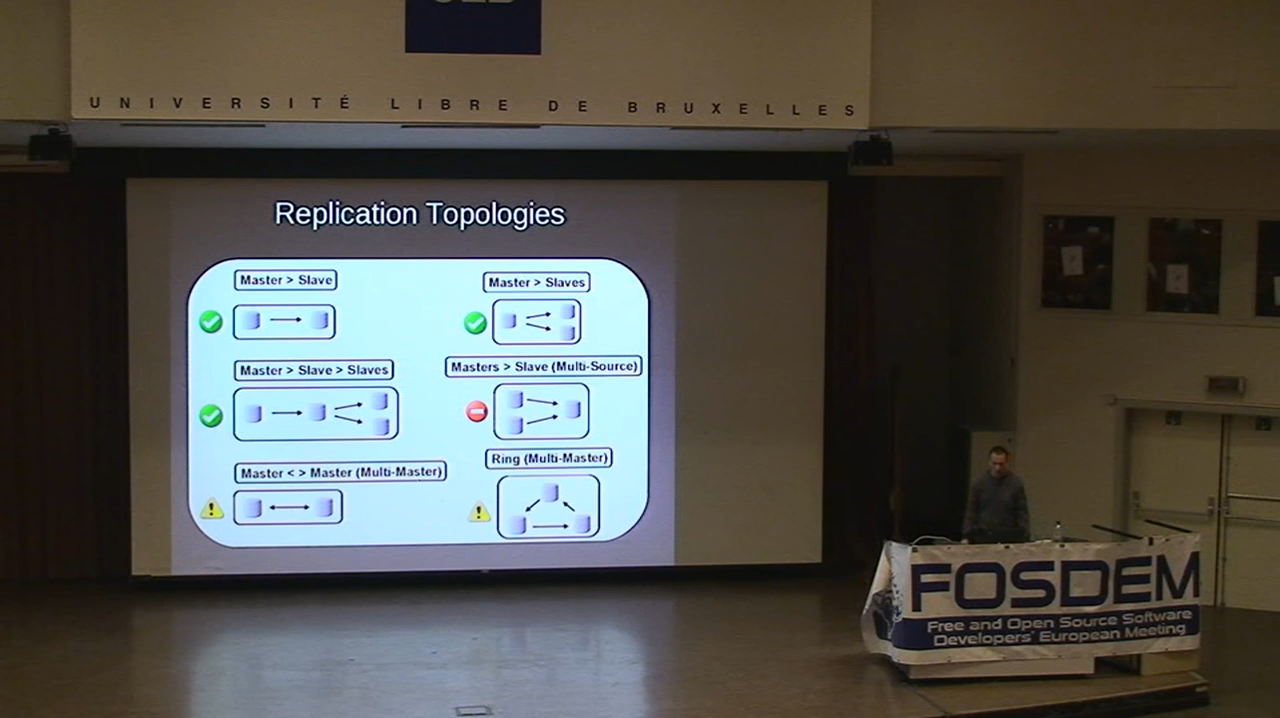 UNIVERSITÉ LIBRE DE BRUXELLES
Replication Topologies
Master > Slave
Master > Slaves
Master > Slave > Slaves
Masters > Slave (Multi-Source)
Master < > Master (Multi-Master)
Ring (Multi-Master)
FOSDEM
Free and Open Source Software
Developers' European Meeting